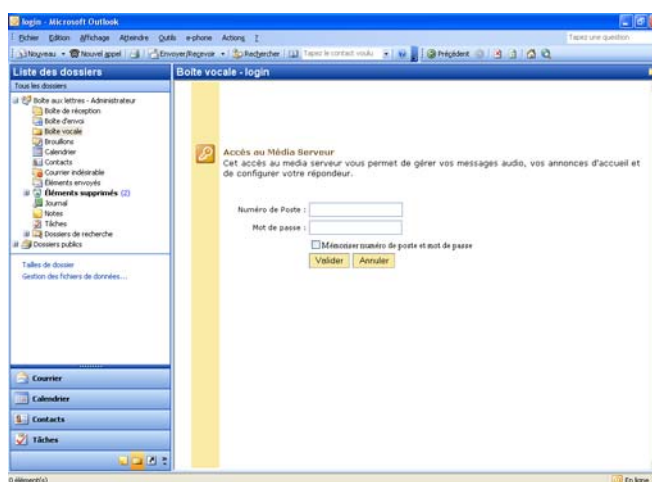 login - Microsoft Outlook
Fichier Edition Affichage Atteindre Outils e-phone Actions ?
Tapez une question
Nouveau Nouvel appel Envoyer/Recevoir Rechercher Tapez le contact voulu Précédent
Liste des dossiers
Boîte vocale - login
Tous les dossiers
Boîte aux lettres - Administrateur
Boîte de réception
Boîte d'envoi
Boîte vocale
Brouillons
Calendrier
Contacts
Courrier indésirable
Éléments envoyés
Éléments supprimés (2)
Journal
Notes
Tâches
Dossiers de recherche
Dossiers publics
Tailles de dossier
Gestion des fichiers de données...
Accès au Média Serveur
Cet accès au media serveur vous permet de gérer vos messages audio, vos annonces d'accueil et
de configurer votre répondeur.
Numéro de Poste :
Mot de passe :
Mémoriser numéro de poste et mot de passe
Valider Annuler
Courrier
Calendrier
Contacts
Tâches
0 élément(s)
En ligne